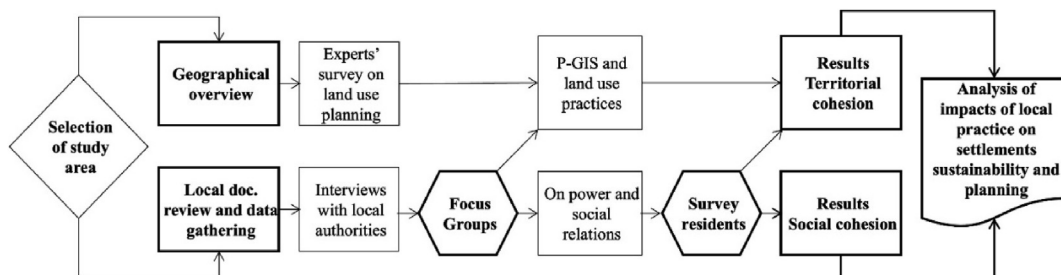 Selection
of study
area
Geographical
overview
Experts'
survey on
land use
planning
P-GIS and
land use
practices
Results
Territorial
cohesion
Analysis of
impacts of local
practice on
settlements
sustainability and
planning
Local doc.
review and data
gathering
Interviews
with local
authorities
Focus
Groups
On power and
social
relations
Survey
residents
Results
Social cohesion